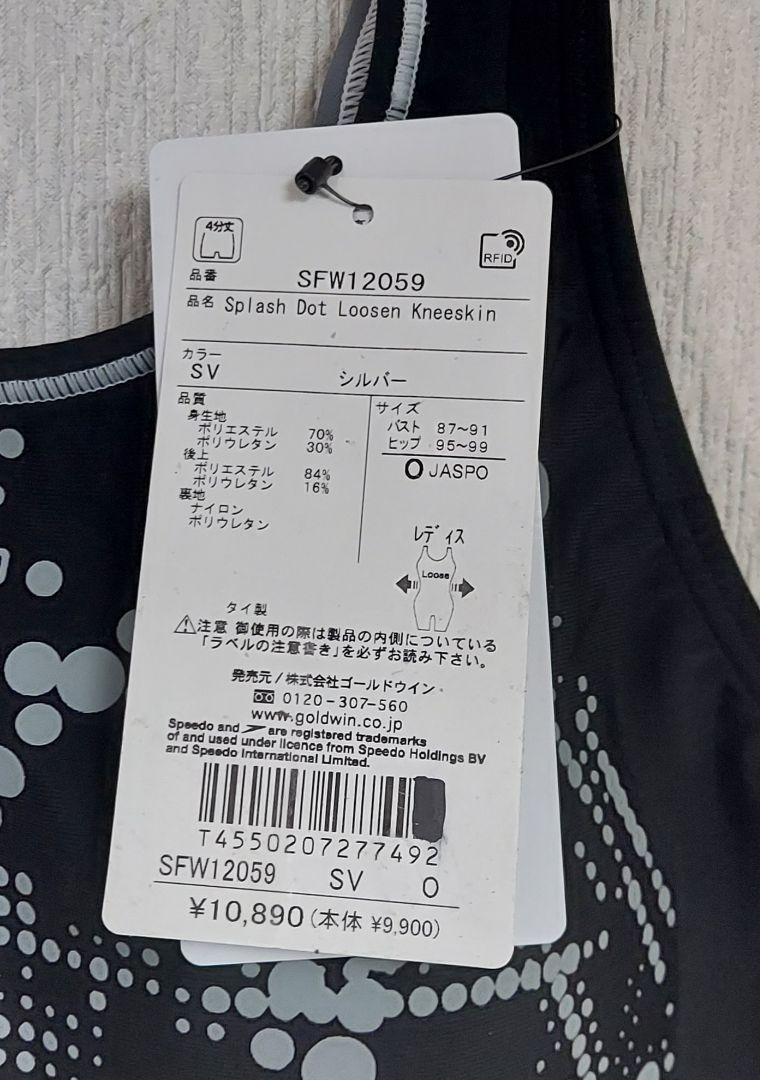 4分丈
RFID
品番 SFW12059
品名 Splash Dot Loosen Kneeskin
カラー
SV シルバー
品質
身生地
ポリエステル 70%
ポリウレタン 30%
後上
ポリエステル 84%
ポリウレタン 16%
裏地
ナイロン
ポリウレタン
サイズ
バスト 87~91
ヒップ 95~99
O JASPO
レディス
Loose
タイ製
注意 御使用の際は製品の内側についている
「ラベルの注意書き」を必ずお読み下さい。
発売元/株式会社ゴールドウイン
0120-307-560
www.goldwin.co.jp
Speedo and are registered trademarks
of and used under licence from Speedo Holdings BV
and Speedo International Limited.
T4550207277492
SFW12059 SV O
¥10,890(本体 ¥9,900)